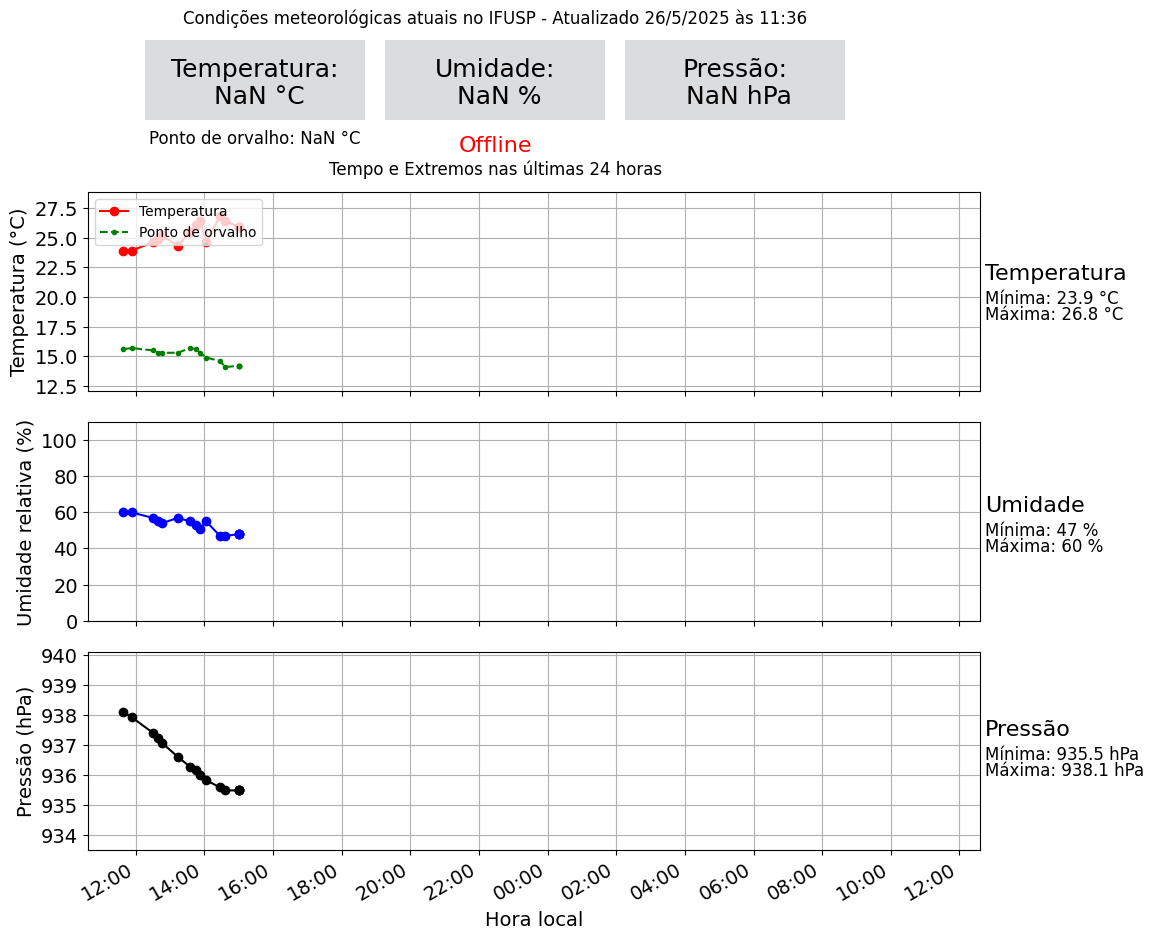 Condições meteorológicas atuais no IFUSP - Atualizado 26/5/2025 às 11:36
Temperatura:
NaN °C
Umidade:
NaN %
Pressão:
NaN hPa
Ponto de orvalho: NaN °C
Offline
Tempo e Extremos nas últimas 24 horas
Temperatura (°C)
27.5
25.0
22.5
20.0
17.5
15.0
12.5
Temperatura
Ponto de orvalho
Temperatura
Mínima: 23.9 °C
Máxima: 26.8 °C
Umidade relativa (%)
100
80
60
40
20
0
Umidade
Mínima: 47 %
Máxima: 60 %
Pressão (hPa)
940
939
938
937
936
935
934
Pressão
Mínima: 935.5 hPa
Máxima: 938.1 hPa
12:00 14:00 16:00 18:00 20:00 22:00 00:00 02:00 04:00 06:00 08:00 10:00 12:00
Hora local